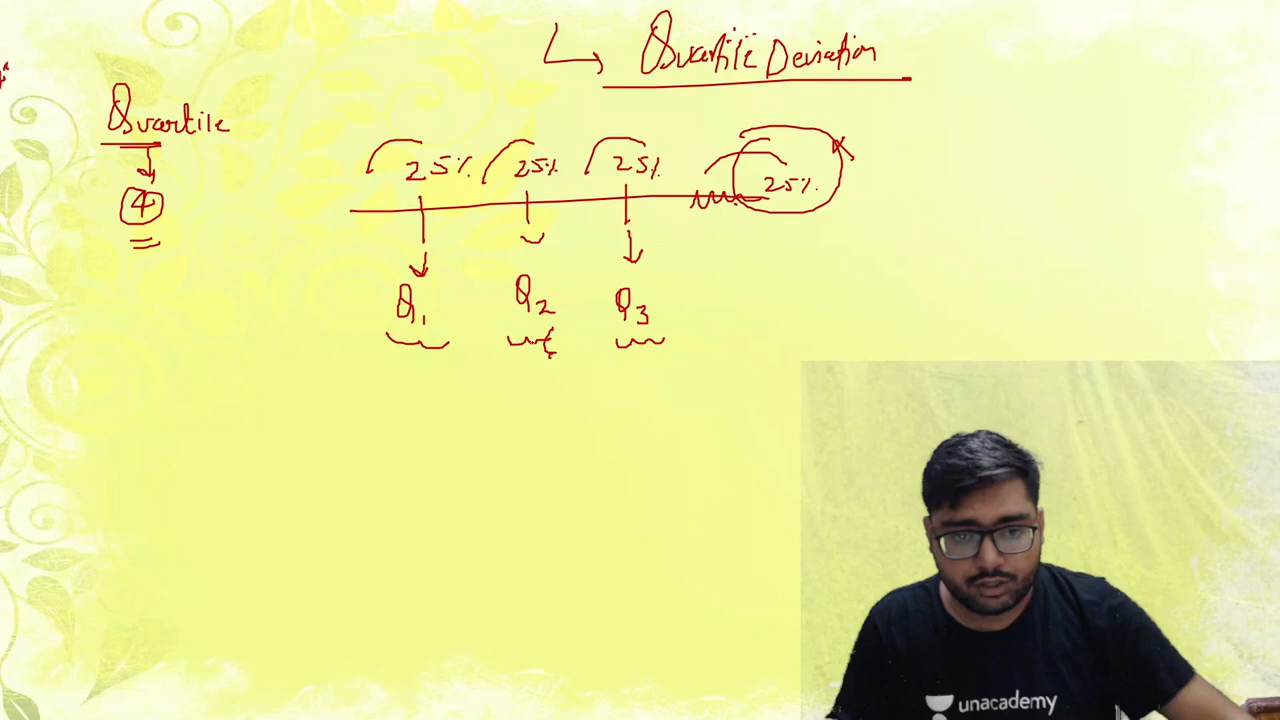 Quartile Deviation
Quartile
4
25% 25% 25% 25%
Q1 Q2 Q3
unacademy